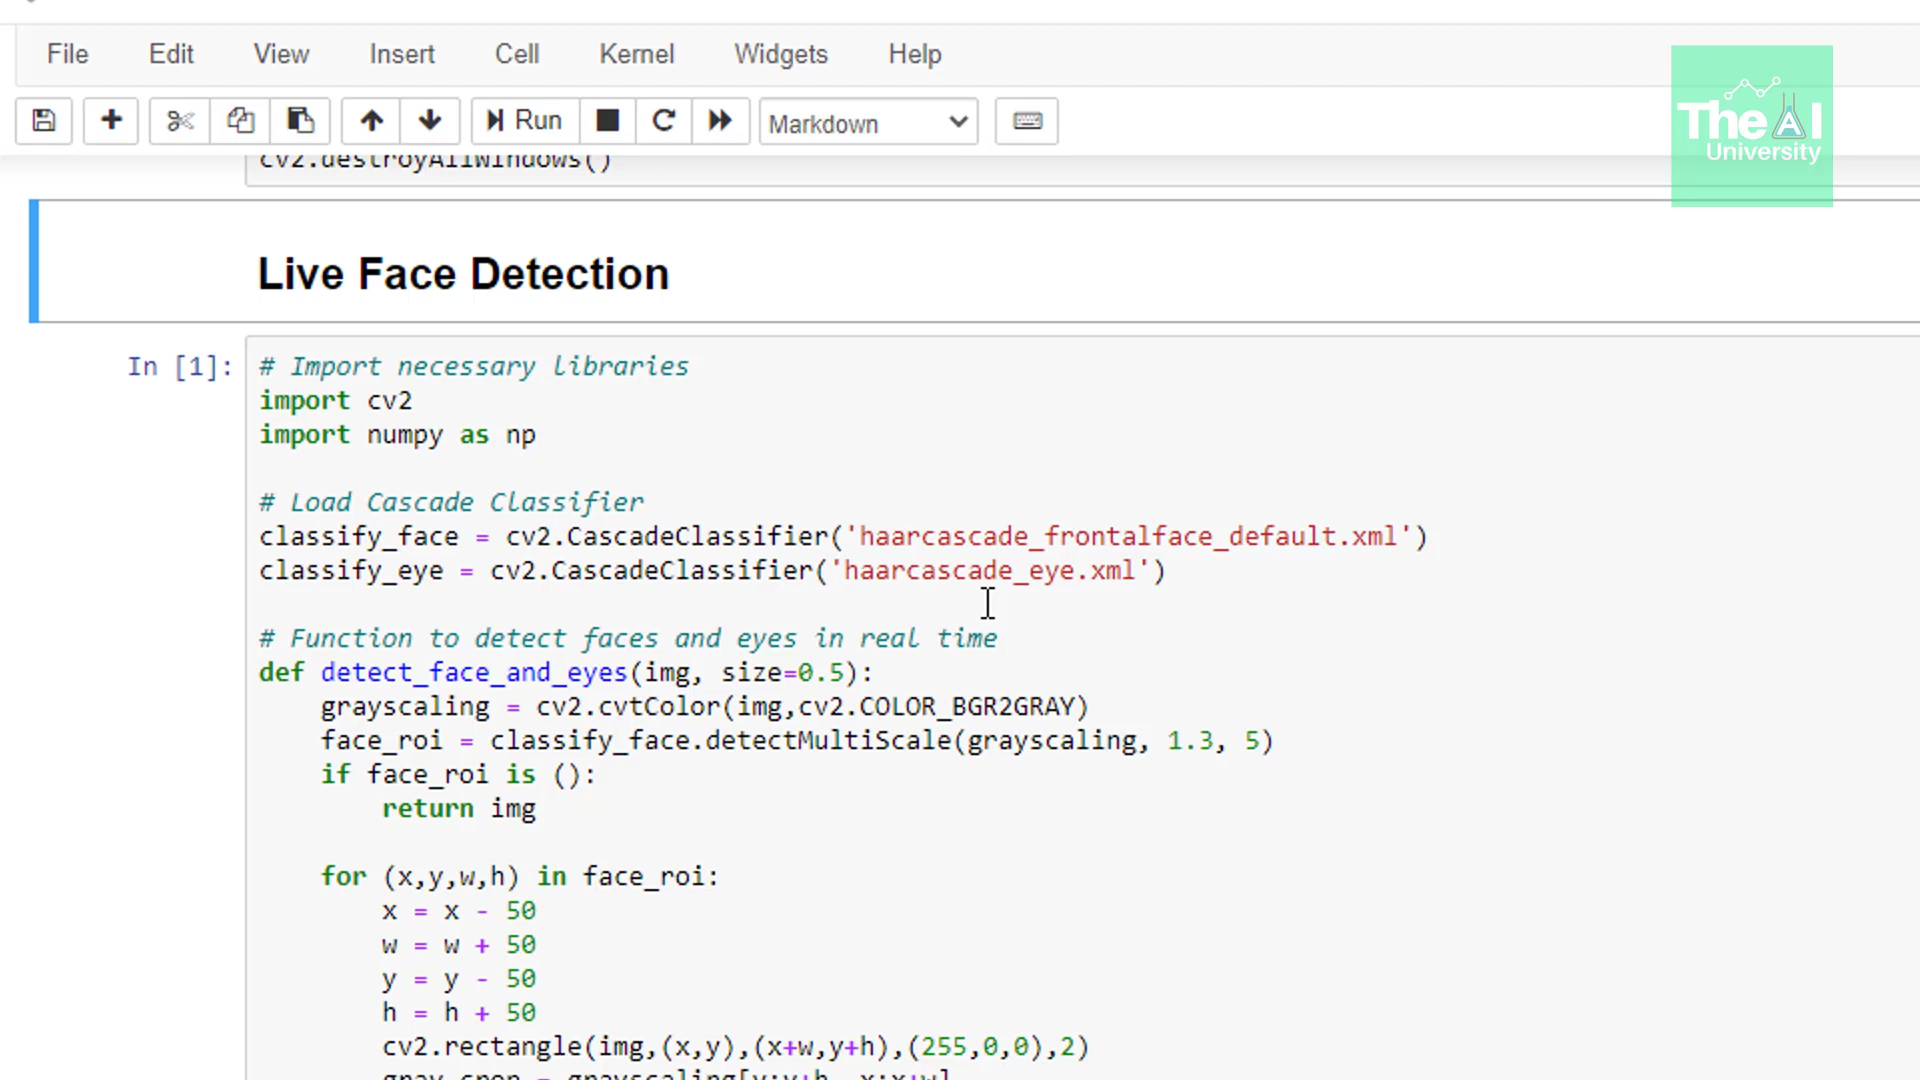 File Edit View Insert Cell Kernel Widgets Help
Run Markdown
The AI
University
cv2.destroyAllWindows()
Live Face Detection
In [1]:
# Import necessary libraries
import cv2
import numpy as np
# Load Cascade Classifier
classify_face = cv2.CascadeClassifier('haarcascade_frontalface_default.xml')
classify_eye = cv2.CascadeClassifier('haarcascade_eye.xml')
# Function to detect faces and eyes in real time
def detect_face_and_eyes(img, size=0.5):
    grayscaling = cv2.cvtColor(img,cv2.COLOR_BGR2GRAY)
    face_roi = classify_face.detectMultiScale(grayscaling, 1.3, 5)
    if face_roi is ():
        return img
    for (x,y,w,h) in face_roi:
        x = x - 50
        w = w + 50
        y = y - 50
        h = h + 50
        cv2.rectangle(img,(x,y),(x+w,y+h),(255,0,0),2)
        gray_crop = grayscaling[y:y+h, x:x+w]